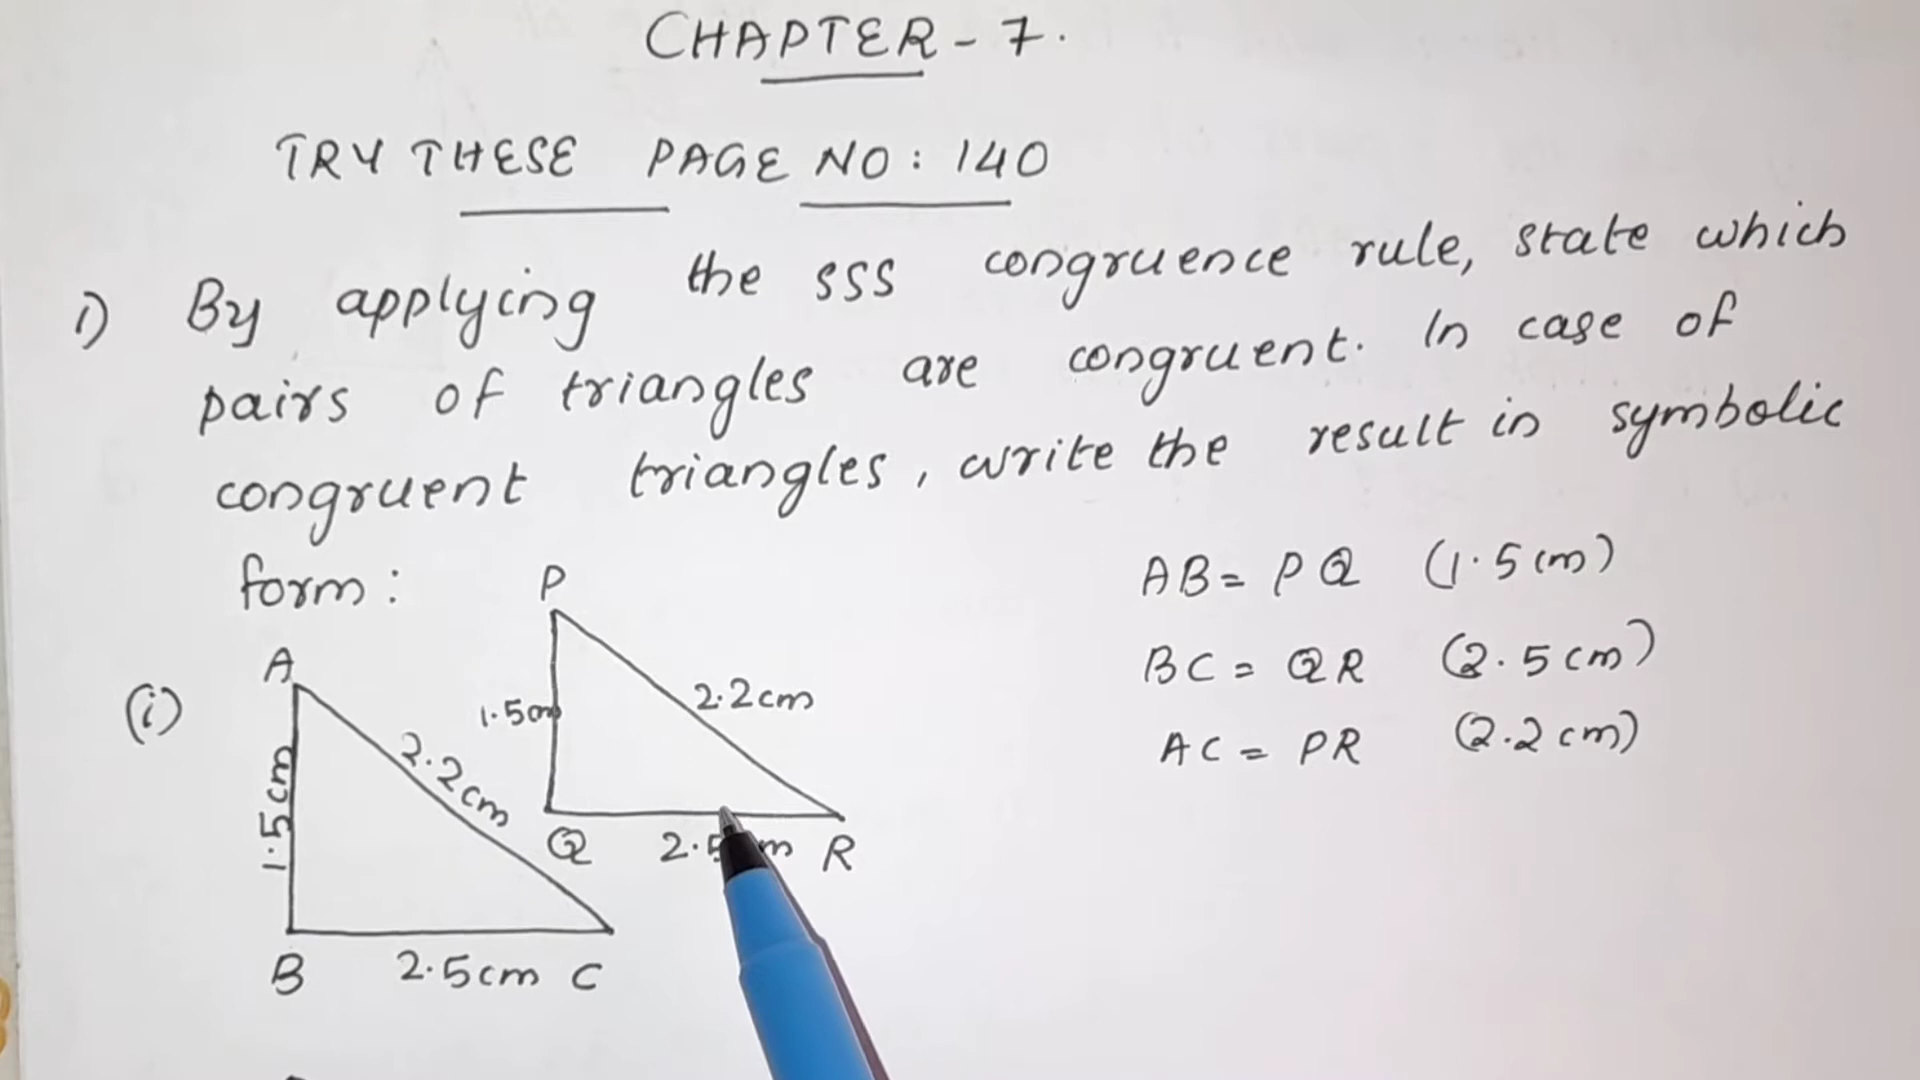 CHAPTER - 7.
TRY THESE PAGE NO: 140
1) By applying the SSS congruence rule, state which
pairs of triangles are congruent. In case of
congruent triangles, write the result in symbolic
form:
(i)
A
1.5cm
2.2cm
B
2.5cm
C
P
1.5cm
2.2cm
Q
R
AB = PQ (1.5cm)
BC = QR (2.5cm)
AC = PR (2.2cm)